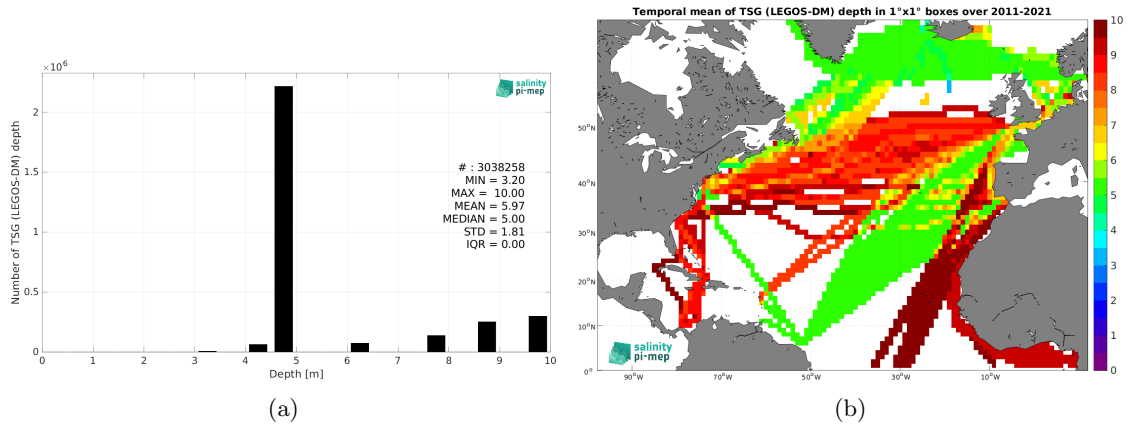 ×10⁶
2
1.5
1
0.5
0
Number of TSG (LEGOS-DM) depth
salinity
pi-mep
# : 3038258
MIN = 3.20
MAX = 10.00
MEAN = 5.97
MEDIAN = 5.00
STD = 1.81
IQR = 0.00
0 1 2 3 4 5 6 7 8 9 10
Depth [m]
(a)
Temporal mean of TSG (LEGOS-DM) depth in 1°x1° boxes over 2011-2021
50°N
40°N
30°N
20°N
10°N
0°
90°W 70°W 50°W 30°W 10°W
salinity
pi-mep
10
9
8
7
6
5
4
3
2
1
0
(b)